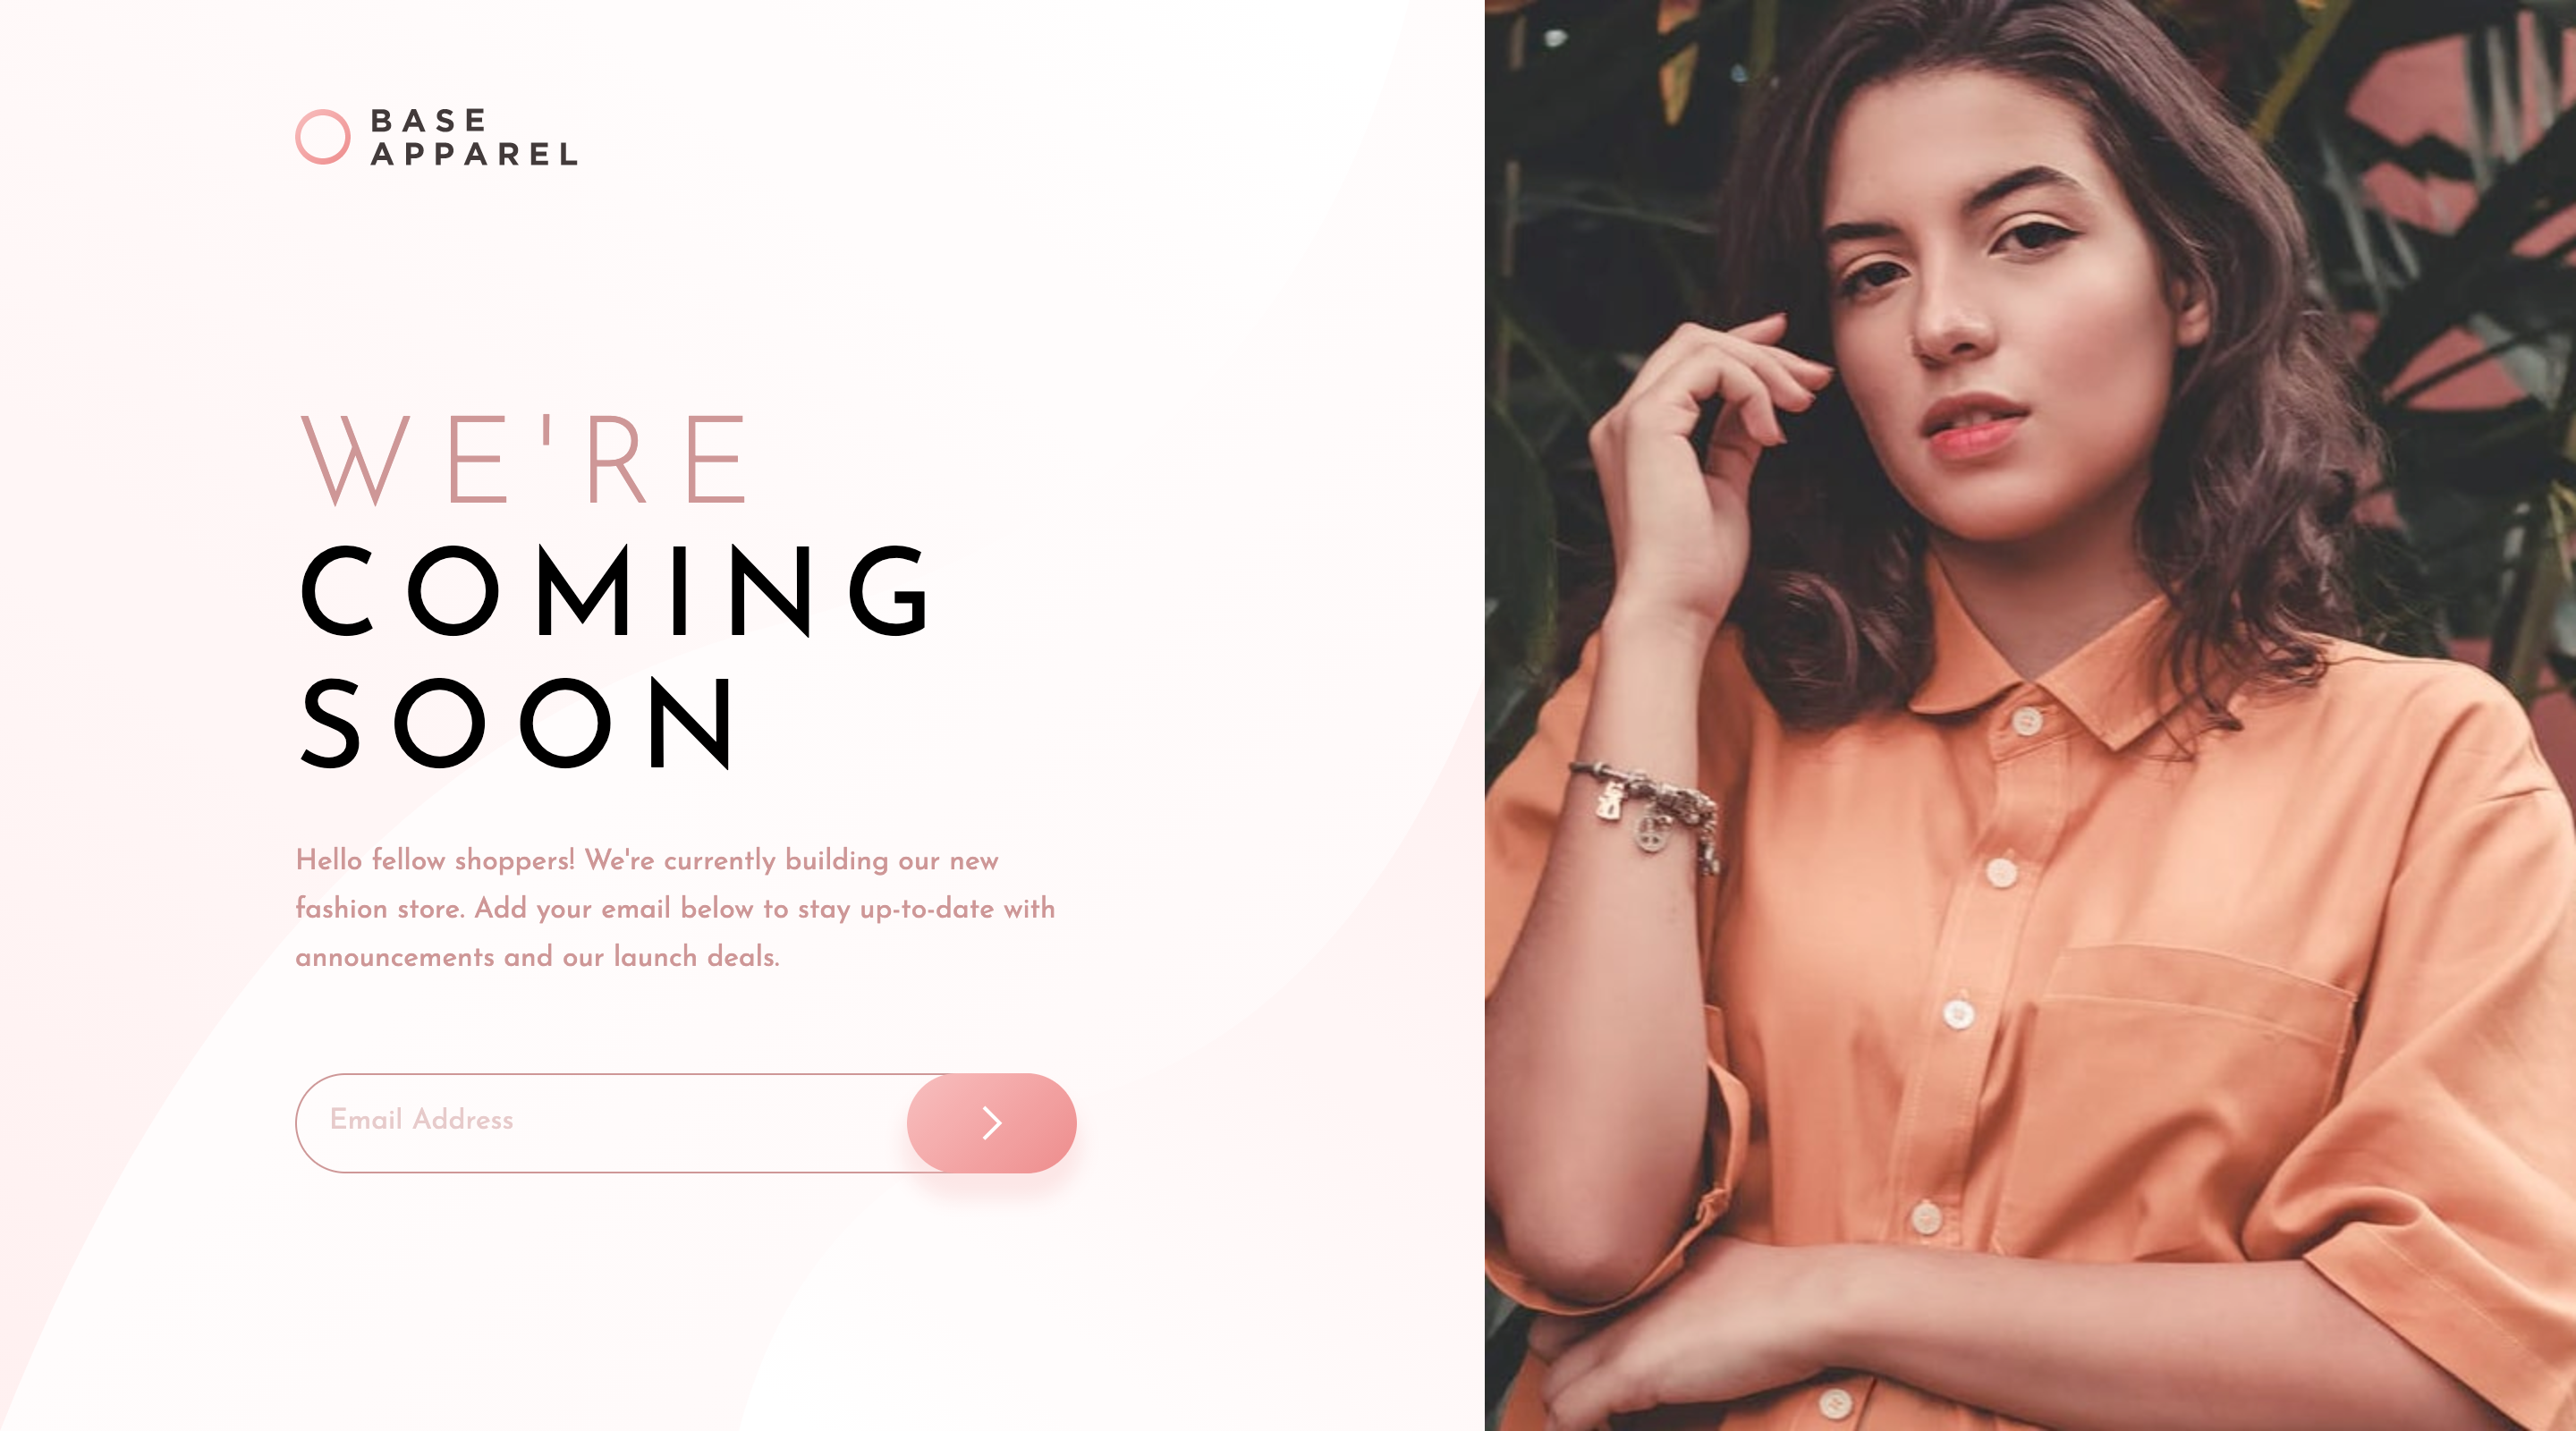 BASE
APPAREL
WE'RE
COMING
SOON
Hello fellow shoppers! We're currently building our new
fashion store. Add your email below to stay up-to-date with
announcements and our launch deals.
Email Address